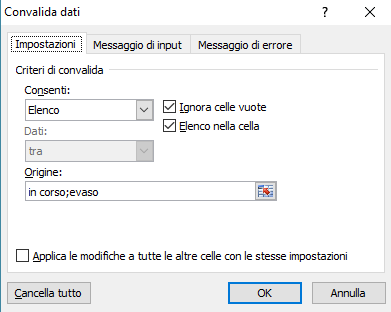 Convalida dati
?
Impostazioni Messaggio di input Messaggio di errore
Criteri di convalida
Consenti:
Elenco
Ignora celle vuote
Elenco nella cella
Dati:
tra
Origine:
in corso;evaso
Applica le modifiche a tutte le altre celle con le stesse impostazioni
Cancella tutto OK Annulla